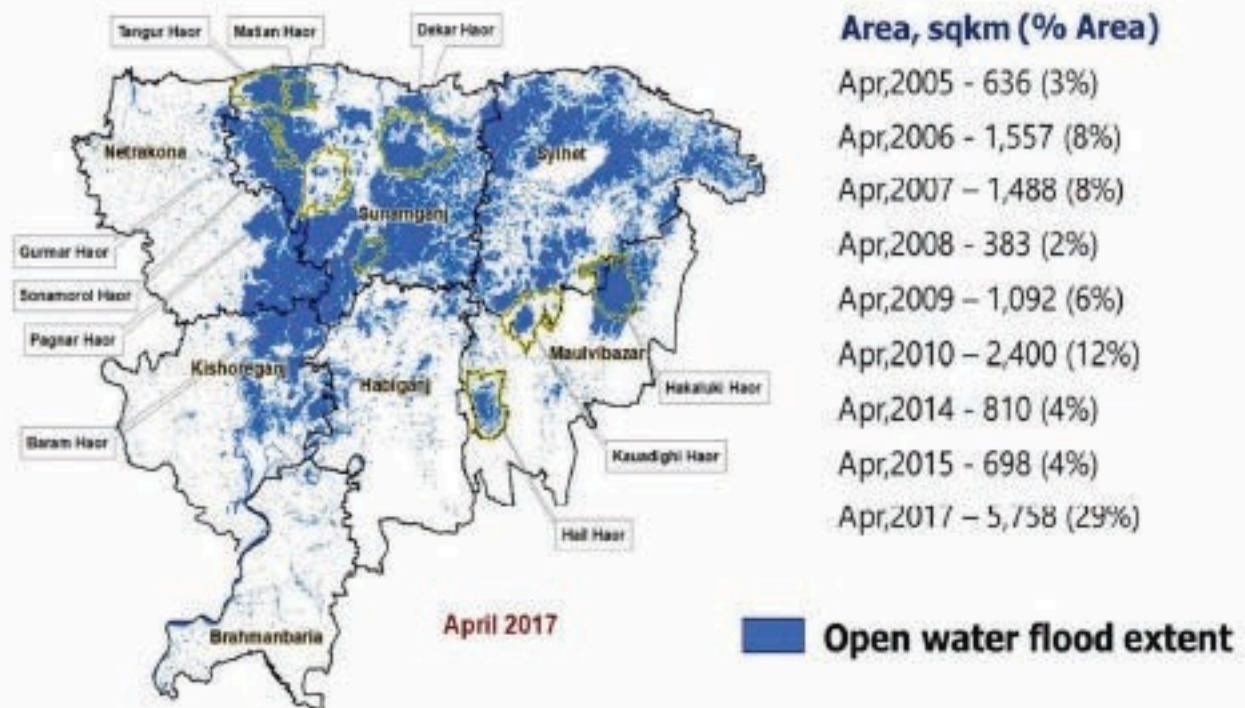 Tangur Haor
Matian Haor
Dekar Haor
Netrakona
Sylhet
Sunamganj
Gurmar Haor
Sonamorol Haor
Pagnar Haor
Kishoreganj
Habiganj
Maulvibazar
Hakaluki Haor
Baram Haor
Kauadighi Haor
Hail Haor
Brahmanbaria
April 2017
Area, sqkm (% Area)
Apr,2005 - 636 (3%)
Apr,2006 - 1,557 (8%)
Apr,2007 – 1,488 (8%)
Apr,2008 - 383 (2%)
Apr,2009 – 1,092 (6%)
Apr,2010 – 2,400 (12%)
Apr,2014 - 810 (4%)
Apr,2015 - 698 (4%)
Apr,2017 – 5,758 (29%)
Open water flood extent